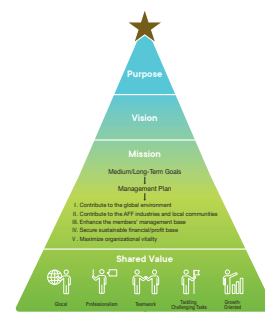 Purpose
Vision
Mission
Medium/Long-Term Goals
Management Plan
I. Contribute to the global environment
II. Contribute to the AFF industries and local communities
III. Enhance the members' management base
IV. Secure sustainable financial/profit base
V. Maximize organizational vitality
Shared Value
Glocal
Professionalism
Teamwork
Tackling
Challenging Tasks
Growth-
Oriented